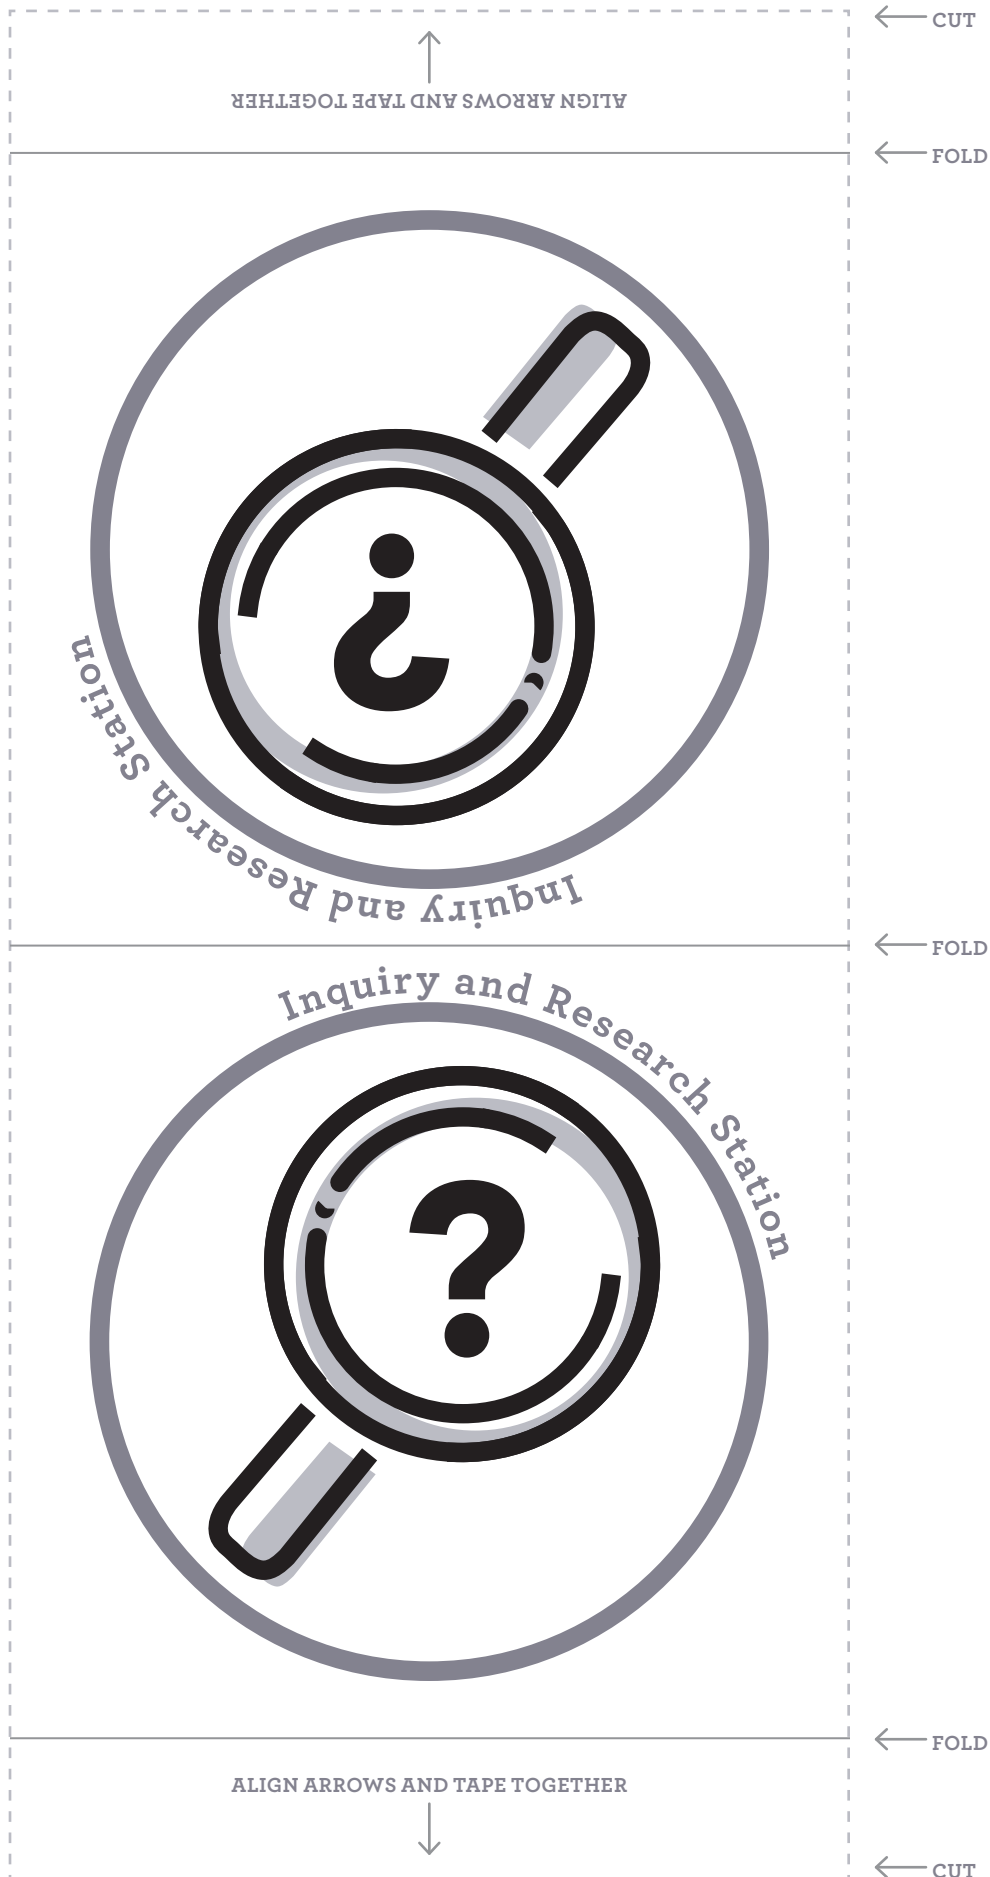 CUT
ALIGN ARROWS AND TAPE TOGETHER
FOLD
Inquiry and Research Station
FOLD
Inquiry and Research Station
FOLD
ALIGN ARROWS AND TAPE TOGETHER
CUT